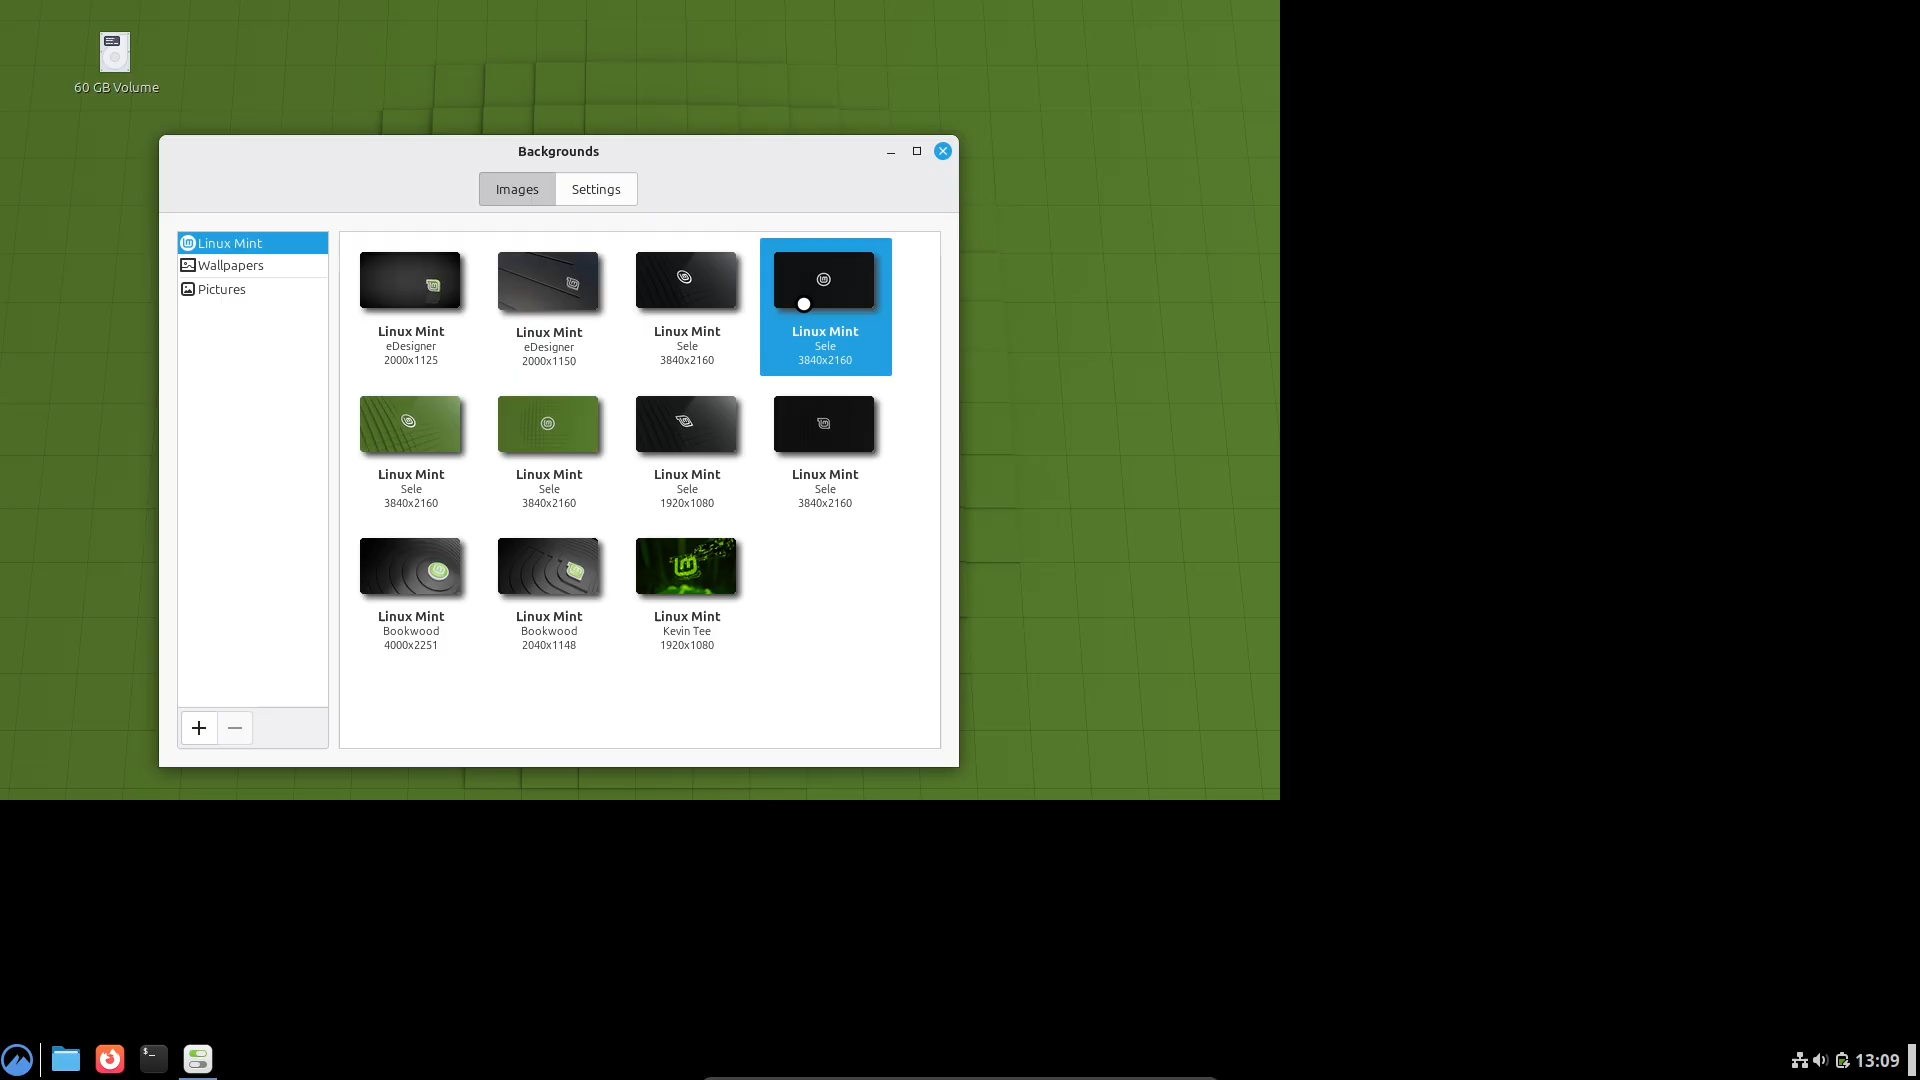 60 GB Volume
Backgrounds
Images
Settings
Linux Mint
Wallpapers
Pictures
Linux Mint
eDesigner
2000x1125
Linux Mint
eDesigner
2000x1150
Linux Mint
Sele
3840x2160
Linux Mint
Sele
3840x2160
Linux Mint
Sele
3840x2160
Linux Mint
Sele
3840x2160
Linux Mint
Sele
1920x1080
Linux Mint
Sele
3840x2160
Linux Mint
Bookwood
4000x2251
Linux Mint
Bookwood
2040x1148
Linux Mint
Kevin Tee
1920x1080
13:09